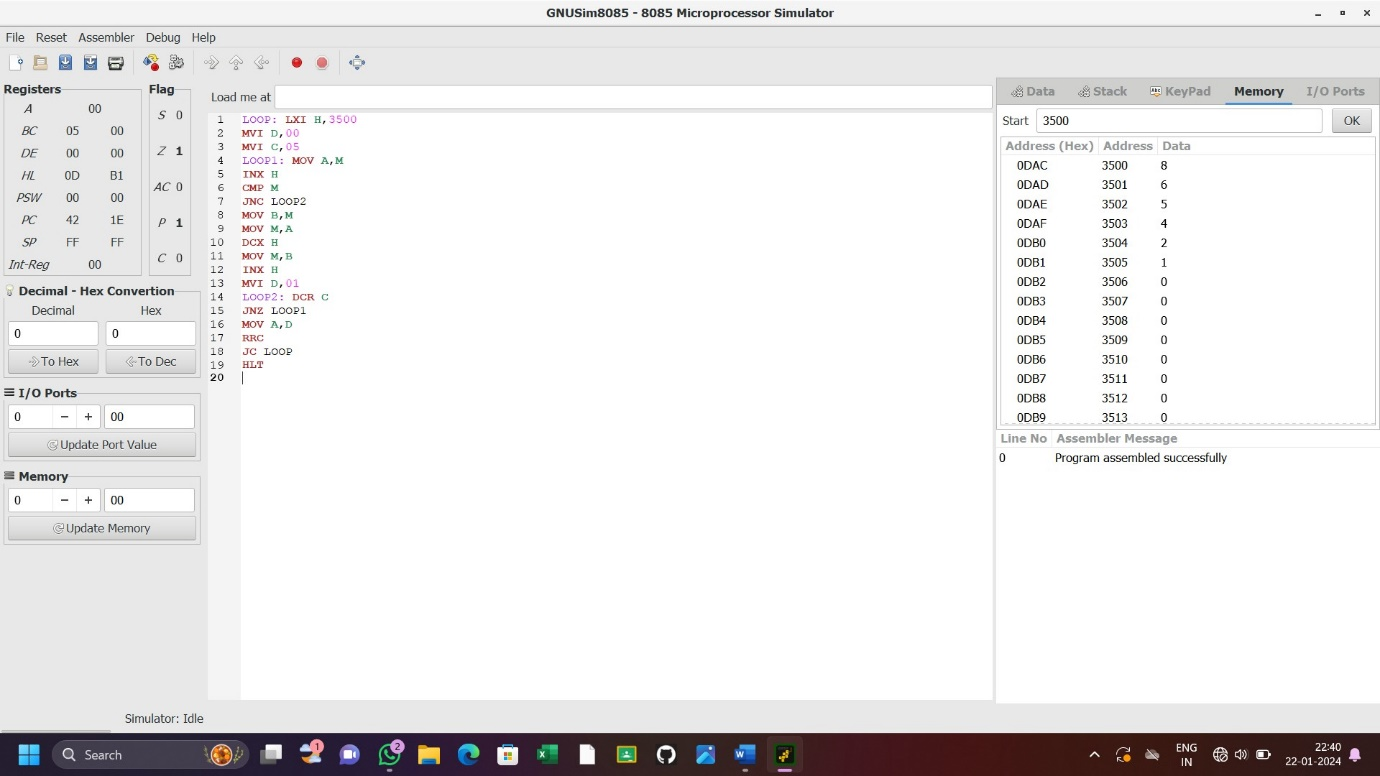 GNUSim8085 - 8085 Microprocessor Simulator
File Reset Assembler Debug Help
Registers
A 00
BC 05 00
DE 00 00
HL 0D B1
PSW 00 00
PC 42 1E
SP FF FF
Int-Reg 00
Flag
S 0
Z 1
AC 0
P 1
C 0
Decimal - Hex Convertion
Decimal Hex
0 0
To Hex To Dec
I/O Ports
0 − + 00
Update Port Value
Memory
0 − + 00
Update Memory
Load me at
1 LOOP: LXI H,3500
2 MVI D,00
3 MVI C,05
4 LOOP1: MOV A,M
5 INX H
6 CMP M
7 JNC LOOP2
8 MOV B,M
9 MOV M,A
10 DCX H
11 MOV M,B
12 INX H
13 MVI D,01
14 LOOP2: DCR C
15 JNZ LOOP1
16 MOV A,D
17 RRC
18 JC LOOP
19 HLT
20
Data Stack KeyPad Memory I/O Ports
Start 3500 OK
Address (Hex) Address Data
0DAC 3500 8
0DAD 3501 6
0DAE 3502 5
0DAF 3503 4
0DB0 3504 2
0DB1 3505 1
0DB2 3506 0
0DB3 3507 0
0DB4 3508 0
0DB5 3509 0
0DB6 3510 0
0DB7 3511 0
0DB8 3512 0
0DB9 3513 0
Line No Assembler Message
0 Program assembled successfully
Simulator: Idle
Search
1
2
ENG
IN
22:40
22-01-2024